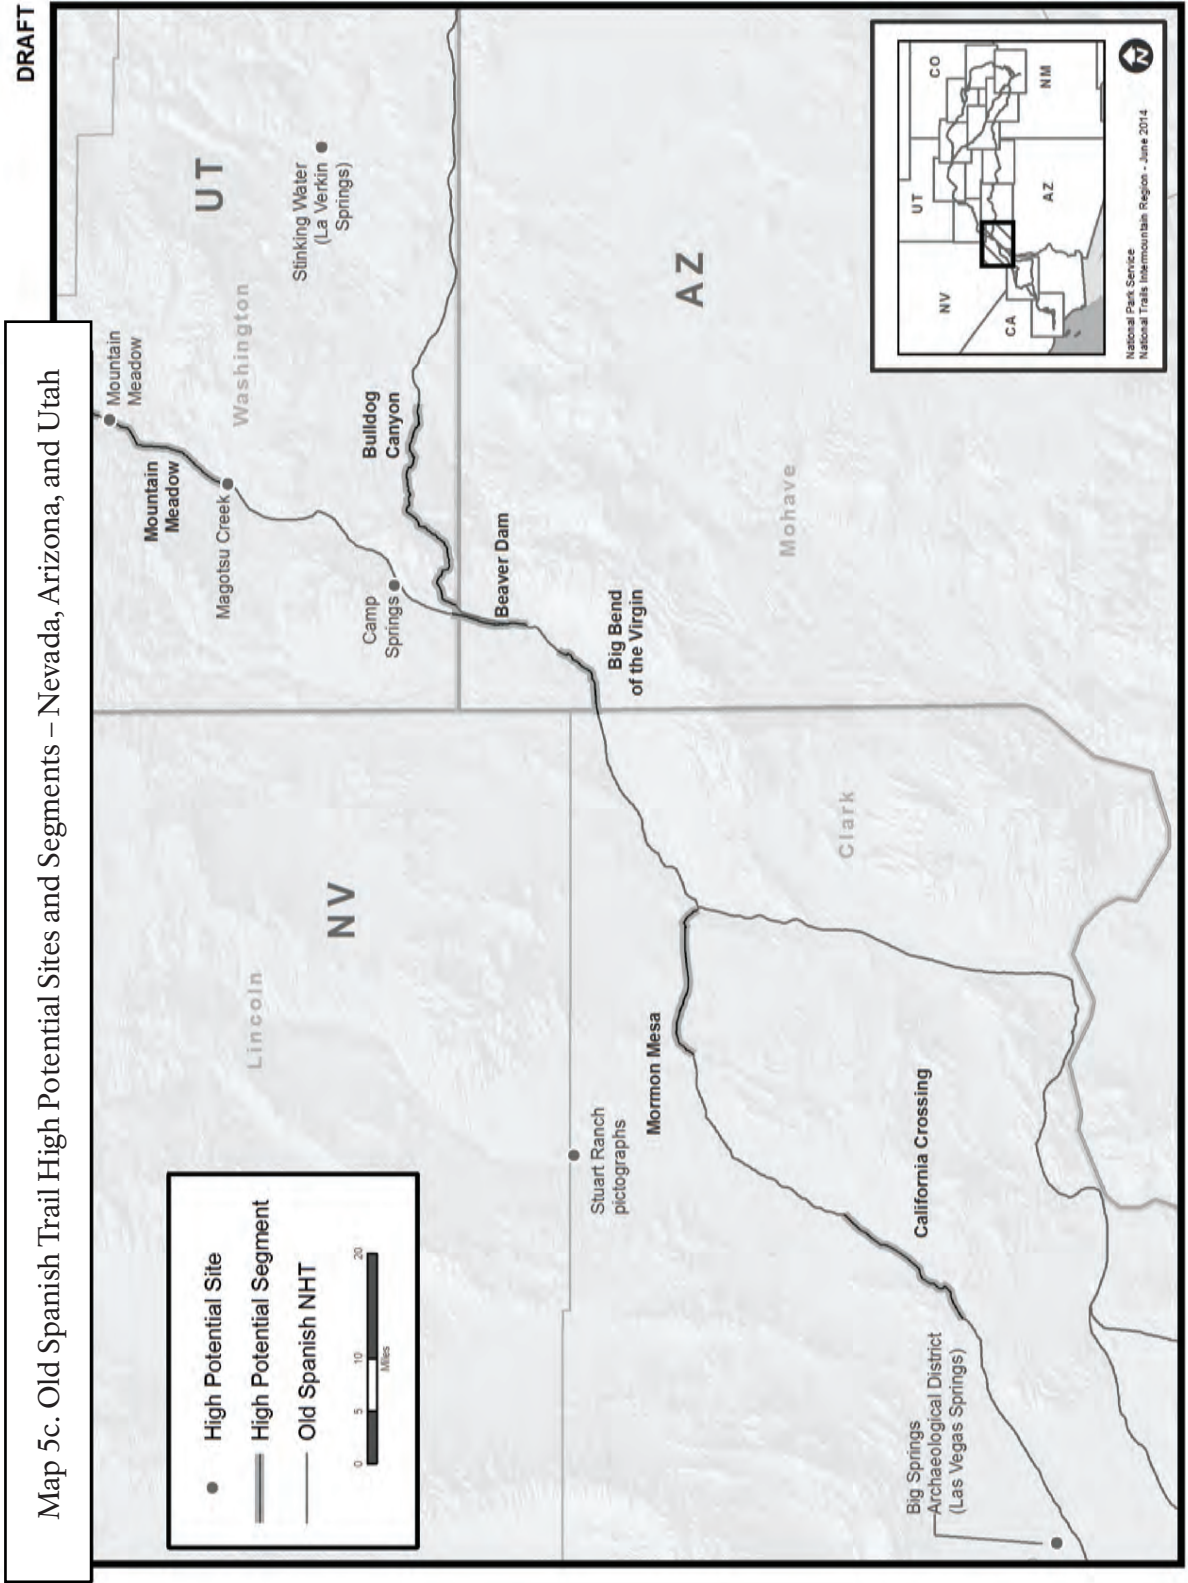 DRAFT
Map 5c. Old Spanish Trail High Potential Sites and Segments – Nevada, Arizona, and Utah
High Potential Site
High Potential Segment
Old Spanish NHT
0
5
10
20
Miles
Lincoln
NV
Mountain
Meadow
Mountain
Meadow
Magotsu Creek
Washington
UT
Stinking Water
(La Verkin
Springs)
Camp
Springs
Bulldog
Canyon
Beaver Dam
Big Bend
of the Virgin
AZ
Mohave
Stuart Ranch
pictographs
Mormon Mesa
Clark
California Crossing
Big Springs
Archaeological District
(Las Vegas Springs)
NV
UT
CO
CA
AZ
NM
N
National Park Service
National Trails Intermountain Region - June 2014